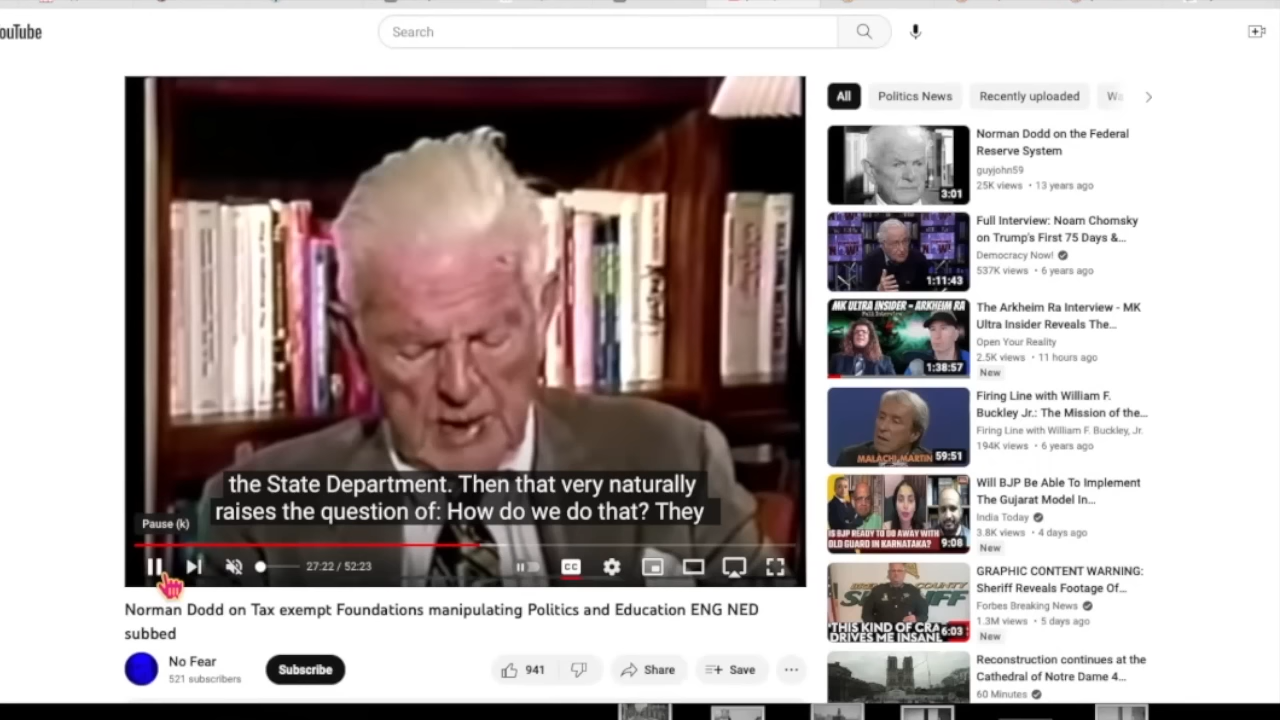 ouTube
Search
the State Department. Then that very naturally
raises the question of: How do we do that? They
Pause (k)
27:22 / 52:23
CC
Norman Dodd on Tax exempt Foundations manipulating Politics and Education ENG NED
subbed
No Fear
521 subscribers
Subscribe
941
Share
Save
All
Politics News
Recently uploaded
Wa
3:01
Norman Dodd on the Federal
Reserve System
guyjohn59
25K views • 13 years ago
1:11:43
Full Interview: Noam Chomsky
on Trump's First 75 Days &...
Democracy Now!
537K views • 6 years ago
MK ULTRA INSIDER - ARKHEIM RA
1:38:57
The Arkheim Ra Interview - MK
Ultra Insider Reveals The...
Open Your Reality
2.5K views • 11 hours ago
New
MALACHI MARTIN
59:51
Firing Line with William F.
Buckley Jr.: The Mission of the...
Firing Line with William F. Buckley, Jr.
194K views • 6 years ago
IS BJP READY TO DO AWAY WITH
OLD GUARD IN KARNATAKA?
9:08
Will BJP Be Able To Implement
The Gujarat Model In...
India Today
3.8K views • 4 days ago
New
'THIS KIND OF CRA
DRIVES ME INSANE
6:03
GRAPHIC CONTENT WARNING:
Sheriff Reveals Footage Of...
Forbes Breaking News
1.3M views • 5 days ago
New
Reconstruction continues at the
Cathedral of Notre Dame 4...
60 Minutes